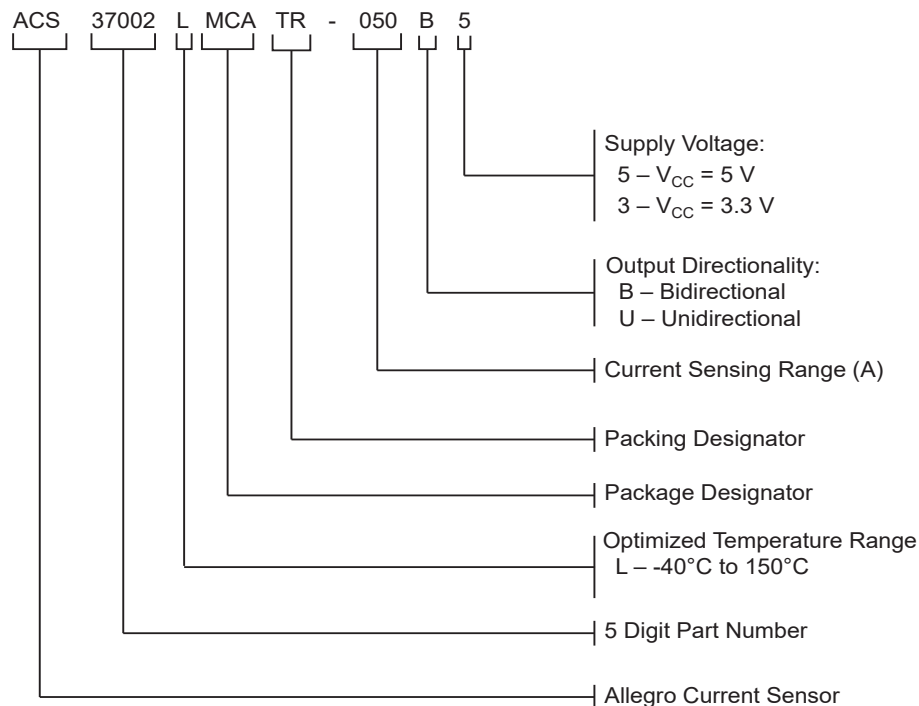 ACS 37002 L MCA TR - 050 B 5
Supply Voltage:
5 – VCC = 5 V
3 – VCC = 3.3 V
Output Directionality:
B – Bidirectional
U – Unidirectional
Current Sensing Range (A)
Packing Designator
Package Designator
Optimized Temperature Range
L – -40°C to 150°C
5 Digit Part Number
Allegro Current Sensor